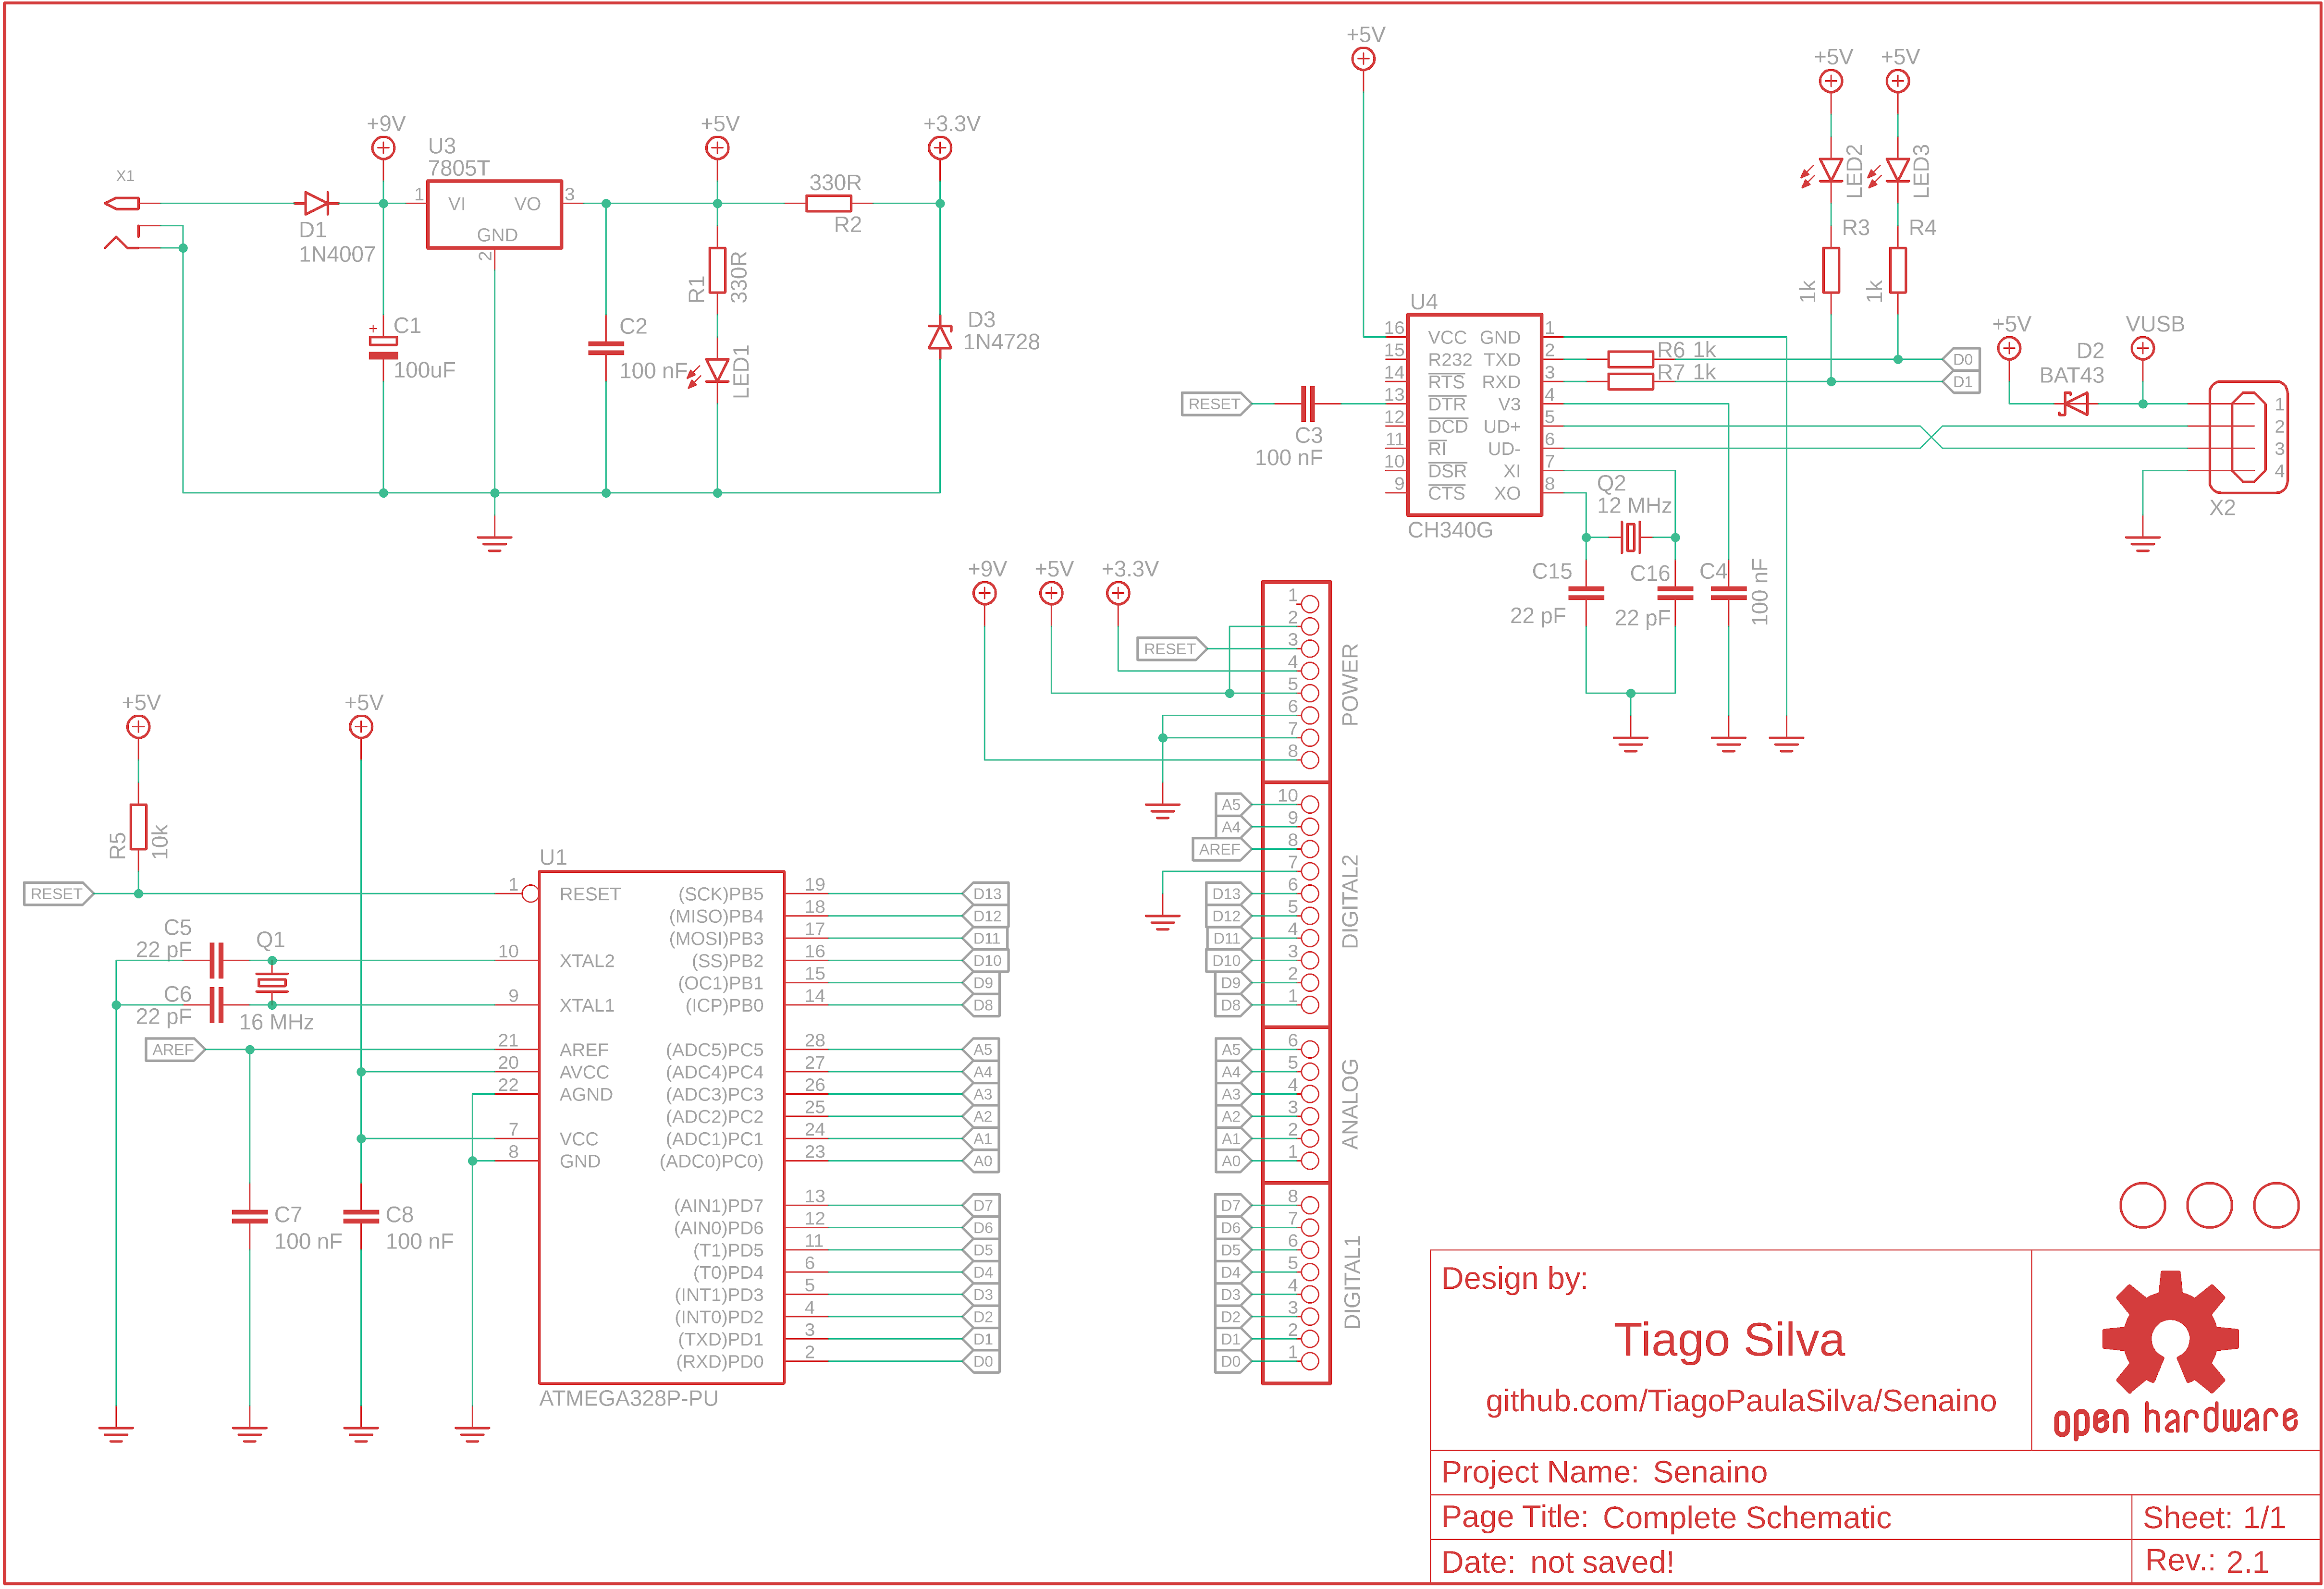 +9V
+5V
+3.3V
X1
U3
7805T
1
VI
VO
3
GND
2
D1
1N4007
330R
R2
+
C1
100uF
C2
100 nF
R1
330R
LED1
D3
1N4728
+5V
+5V
+5V
LED2
LED3
R3
R4
1k
1k
U4
16 VCC GND 1
15 R232 TXD 2
14 RTS RXD 3
13 DTR V3 4
12 DCD UD+ 5
11 RI UD- 6
10 DSR XI 7
9 CTS XO 8
CH340G
R6 1k
R7 1k
D0
D1
RESET
C3
100 nF
+5V
VUSB
D2
BAT43
1
2
3
4
X2
Q2
12 MHz
C15
22 pF
C16
22 pF
C4
100 nF
+9V
+5V
+3.3V
RESET
1
2
3
4
5
6
7
8
POWER
A5 10
A4 9
AREF 8
7
D13 6
D12 5
D11 4
D10 3
D9 2
D8 1
DIGITAL2
A5 6
A4 5
A3 4
A2 3
A1 2
A0 1
ANALOG
D7 8
D6 7
D5 6
D4 5
D3 4
D2 3
D1 2
D0 1
DIGITAL1
+5V
+5V
R5
10k
RESET
C5
22 pF
Q1
C6
22 pF
16 MHz
AREF
C7
100 nF
C8
100 nF
U1
1 RESET (SCK)PB5 19 D13
(MISO)PB4 18 D12
(MOSI)PB3 17 D11
10 XTAL2 (SS)PB2 16 D10
(OC1)PB1 15 D9
9 XTAL1 (ICP)PB0 14 D8
21 AREF (ADC5)PC5 28 A5
20 AVCC (ADC4)PC4 27 A4
22 AGND (ADC3)PC3 26 A3
(ADC2)PC2 25 A2
7 VCC (ADC1)PC1 24 A1
8 GND (ADC0)PC0) 23 A0
(AIN1)PD7 13 D7
(AIN0)PD6 12 D6
(T1)PD5 11 D5
(T0)PD4 6 D4
(INT1)PD3 5 D3
(INT0)PD2 4 D2
(TXD)PD1 3 D1
(RXD)PD0 2 D0
ATMEGA328P-PU
Design by:
Tiago Silva
github.com/TiagoPaulaSilva/Senaino
open hardware
Project Name: Senaino
Page Title: Complete Schematic
Sheet: 1/1
Date: not saved!
Rev.: 2.1